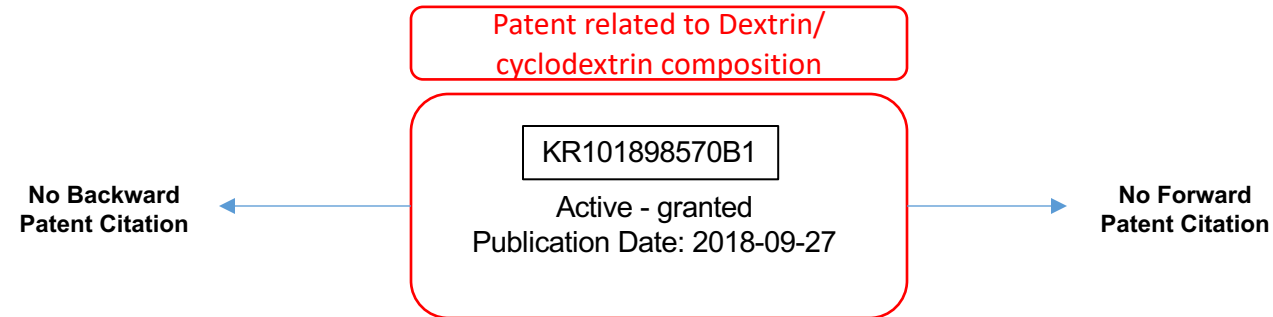 Patent related to Dextrin/
cyclodextrin composition
KR101898570B1
Active - granted
Publication Date: 2018-09-27
No Backward
Patent Citation
No Forward
Patent Citation